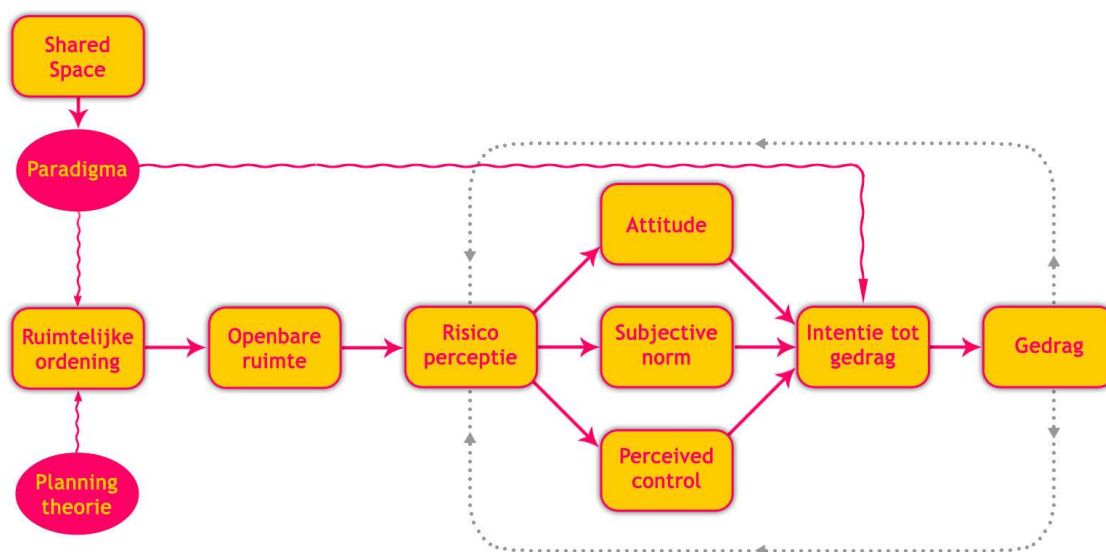 Shared
Space
Paradigma
Attitude
Ruimtelijke
ordening
Openbare
ruimte
Risico
perceptie
Subjective
norm
Intentie tot
gedrag
Gedrag
Perceived
control
Planning
theorie